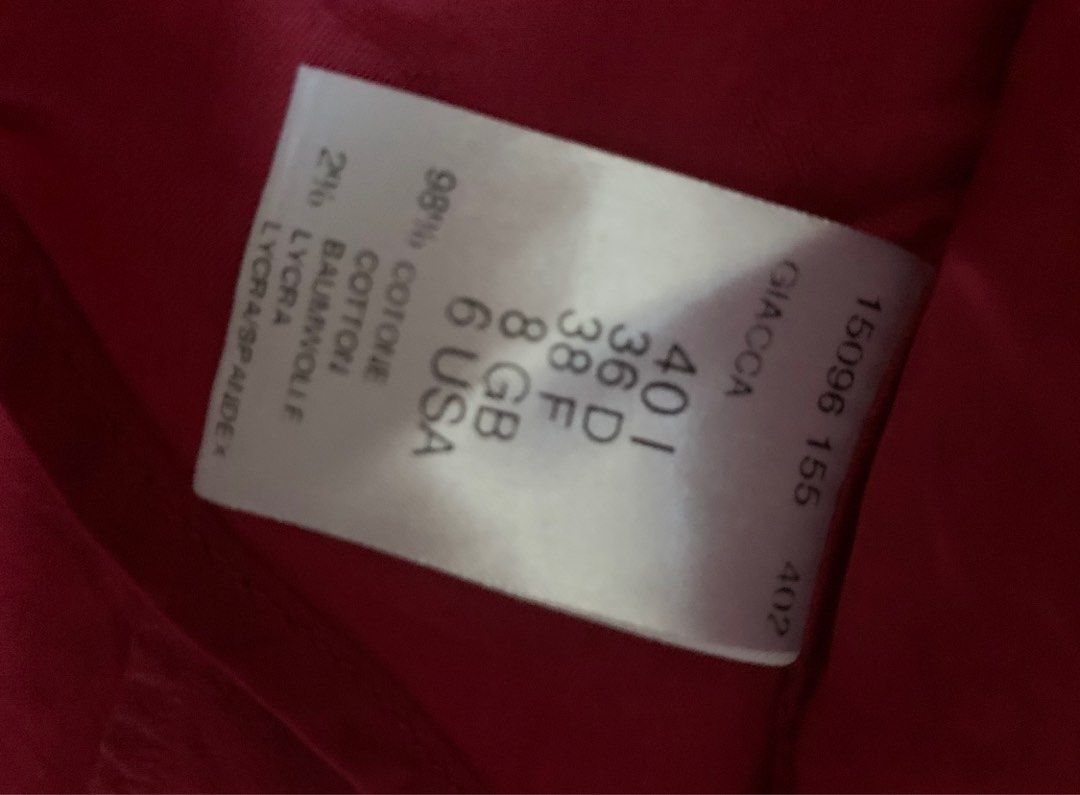 15096 155 402
GIACCA
40 I
36 D
38 F
8 GB
6 USA
98% COTONE
COTTON
BAUMWOLLE
2% LYCRA
LYCRA/SPANDEX